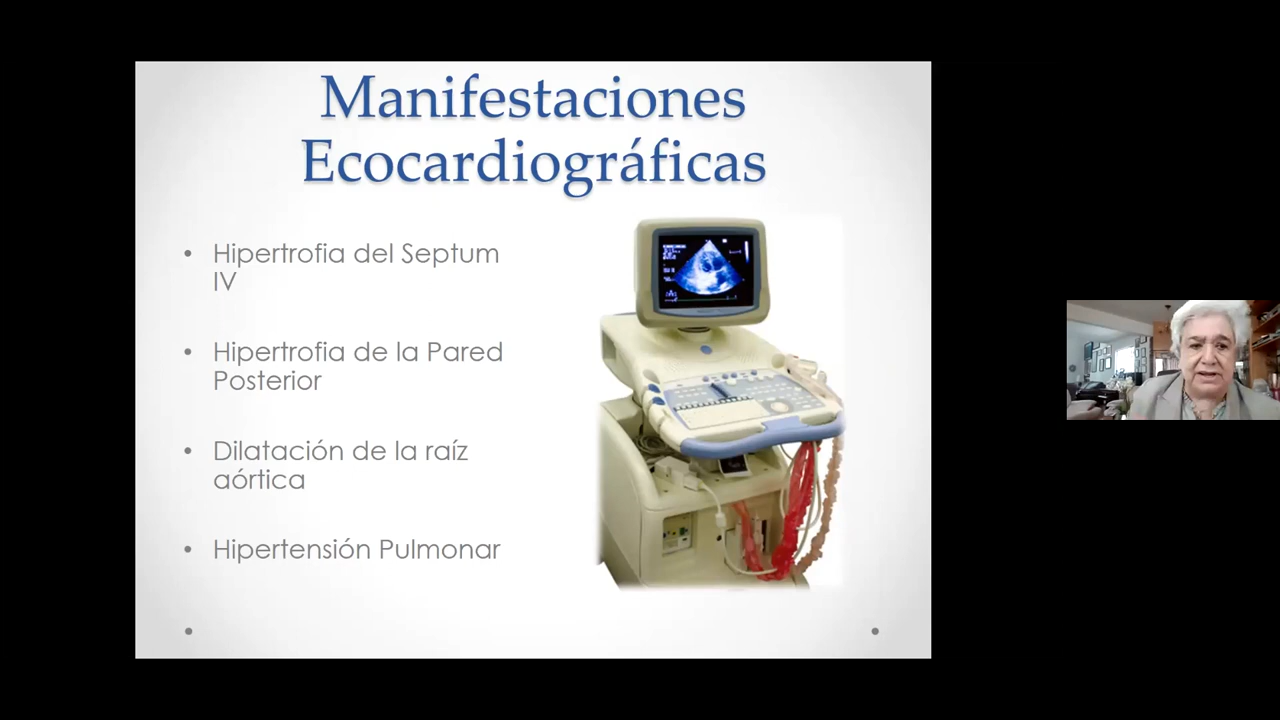 Manifestaciones
Ecocardiográficas
• Hipertrofia del Septum
IV
• Hipertrofia de la Pared
Posterior
• Dilatación de la raíz
aórtica
• Hipertensión Pulmonar